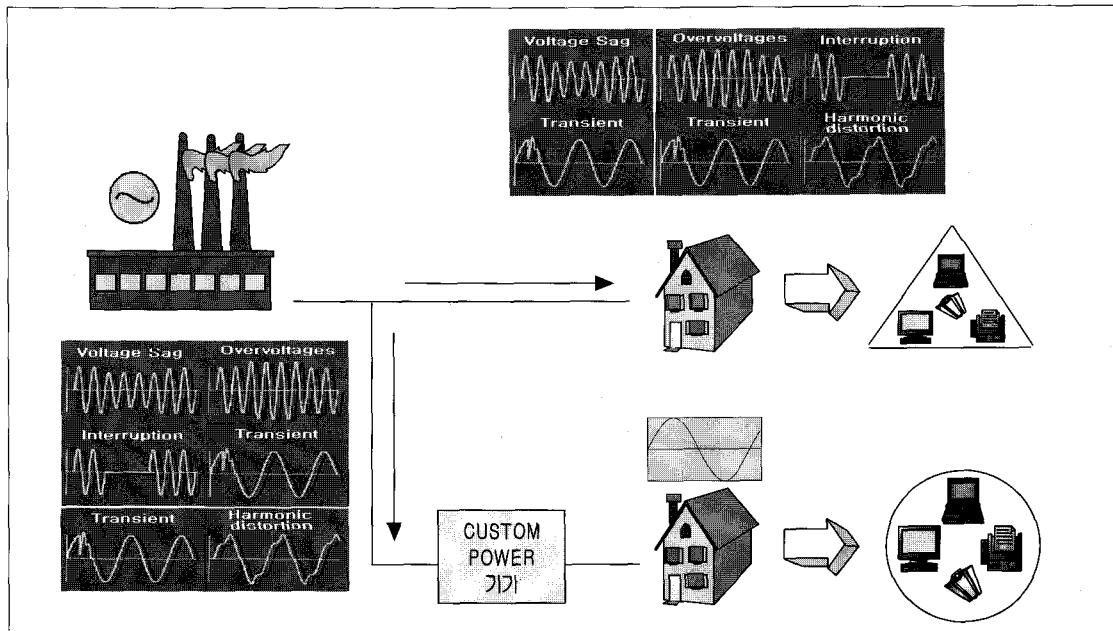 Voltage Sag
Overvoltages
Interruption
Transient
Transient
Harmonic
distortion
Voltage Sag
Overvoltages
Interruption
Transient
Transient
Harmonic
distortion
CUSTOM
POWER
기기